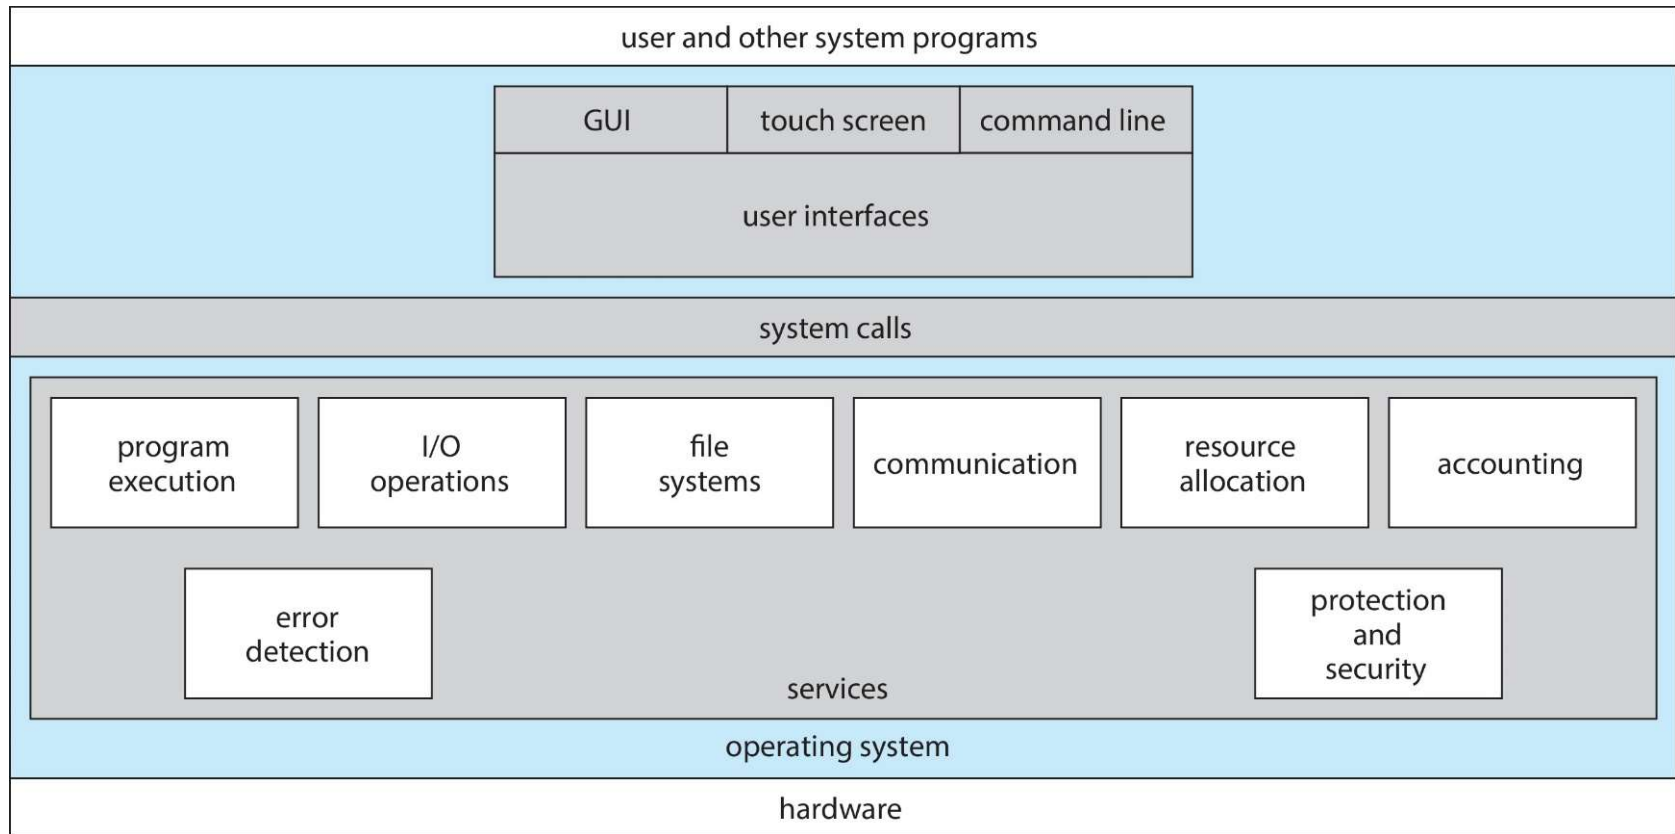 user and other system programs
GUI
touch screen
command line
user interfaces
system calls
program
execution
I/O
operations
file
systems
communication
resource
allocation
accounting
error
detection
protection
and
security
services
operating system
hardware